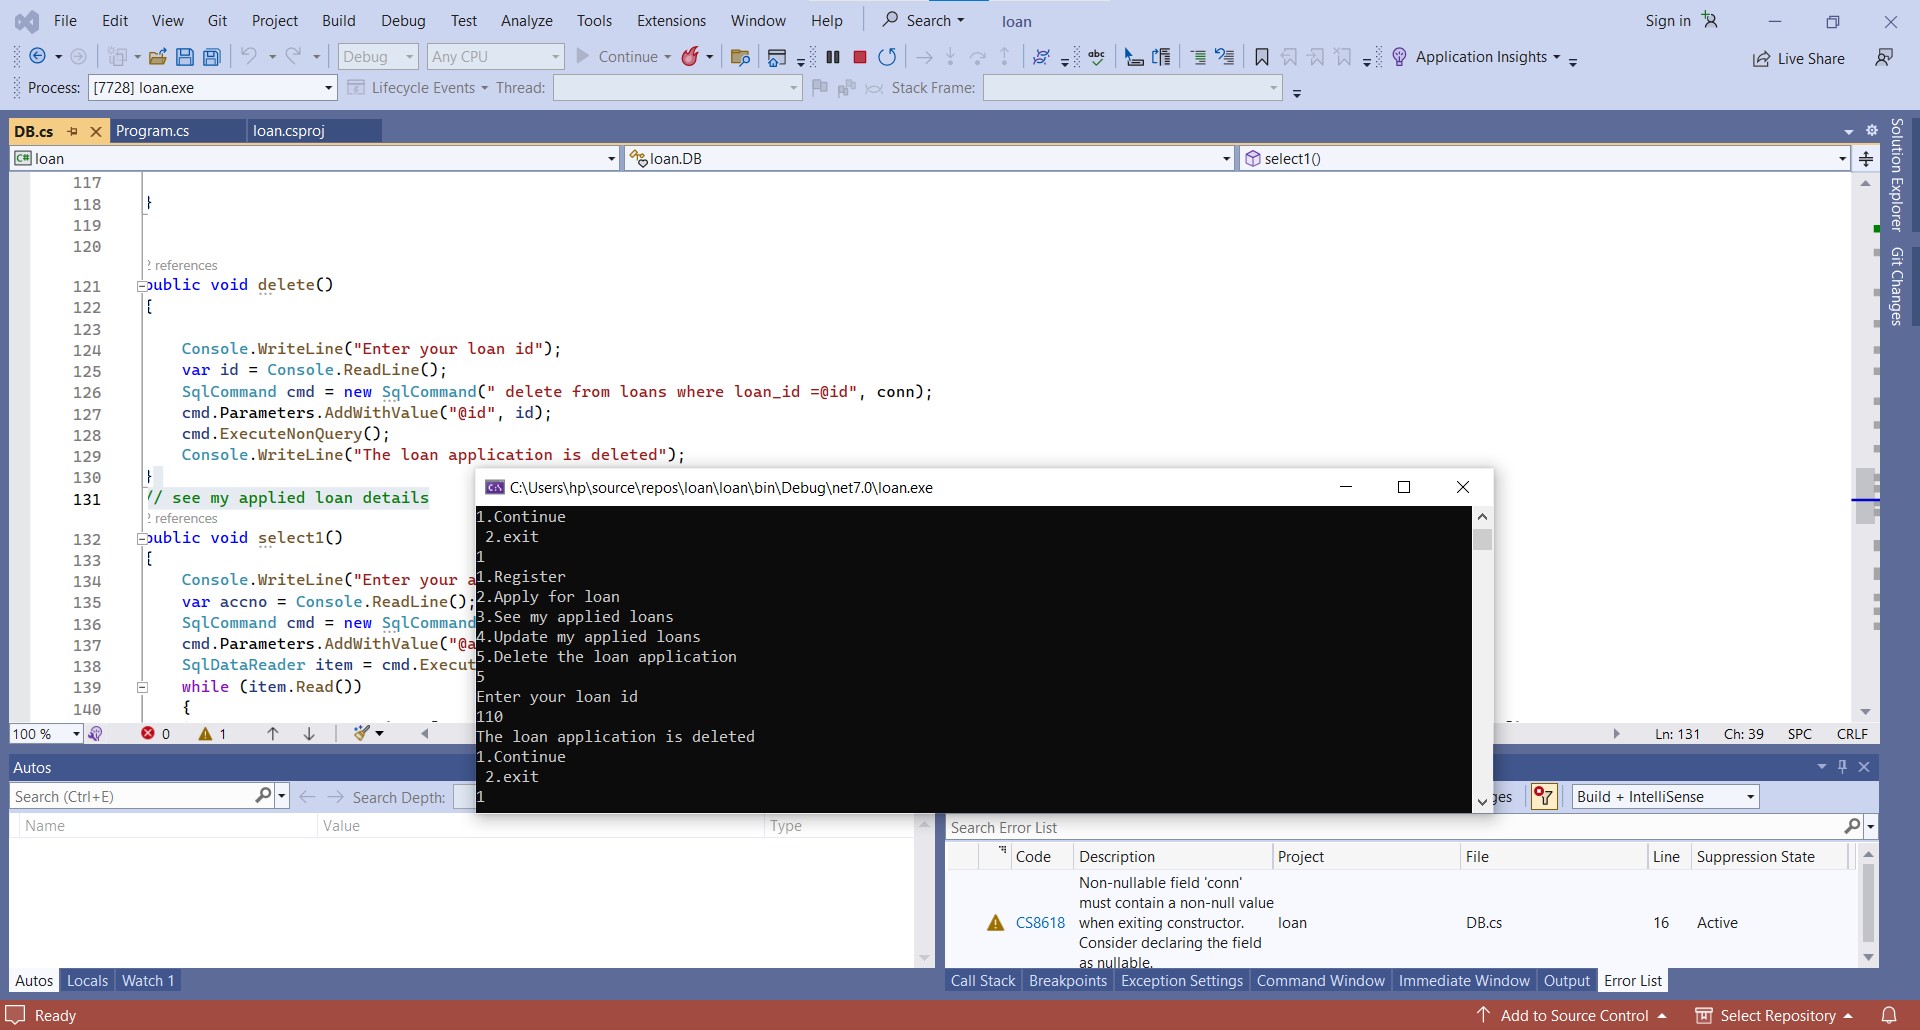 File Edit View Git Project Build Debug Test Analyze Tools Extensions Window Help Search loan Sign in
Debug Any CPU Continue abc Application Insights Live Share
Process: [7728] loan.exe Lifecycle Events Thread: Stack Frame:
DB.cs Program.cs loan.csproj
C# loan loan.DB select1()
Solution Explorer
Git Changes
117
118 }
119
120
2 references
121 public void delete()
122 {
123
124 Console.WriteLine("Enter your loan id");
125 var id = Console.ReadLine();
126 SqlCommand cmd = new SqlCommand(" delete from loans where loan_id =@id", conn);
127 cmd.Parameters.AddWithValue("@id", id);
128 cmd.ExecuteNonQuery();
129 Console.WriteLine("The loan application is deleted");
130 }
131 // see my applied loan details
2 references
132 public void select1()
133 {
134 Console.WriteLine("Enter your a
135 var accno = Console.ReadLine();
136 SqlCommand cmd = new SqlCommand
137 cmd.Parameters.AddWithValue("@a
138 SqlDataReader item = cmd.Execut
139 while (item.Read())
140 {
C:\Users\hp\source\repos\loan\loan\bin\Debug\net7.0\loan.exe
1.Continue
2.exit
1
1.Register
2.Apply for loan
3.See my applied loans
4.Update my applied loans
5.Delete the loan application
5
Enter your loan id
110
The loan application is deleted
1.Continue
2.exit
1
100 % 0 1 Ln: 131 Ch: 39 SPC CRLF
Autos
Search (Ctrl+E) Search Depth:
Name Value Type
Autos Locals Watch 1
ges Build + IntelliSense
Search Error List
Code Description Project File Line Suppression State
CS8618 Non-nullable field 'conn' must contain a non-null value when exiting constructor. Consider declaring the field as nullable. loan DB.cs 16 Active
Call Stack Breakpoints Exception Settings Command Window Immediate Window Output Error List
Ready Add to Source Control Select Repository